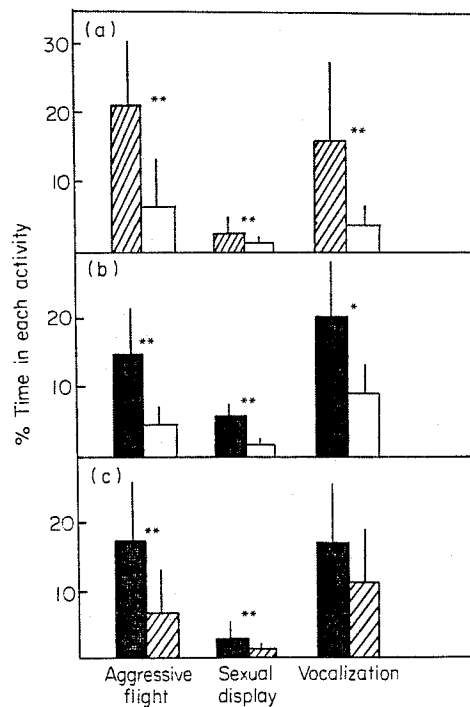 (a)
30
20
10
**
**
**
(b)
20
10
**
**
*
(c)
20
10
**
**
% Time in each activity
Aggressive flight
Sexual display
Vocalization